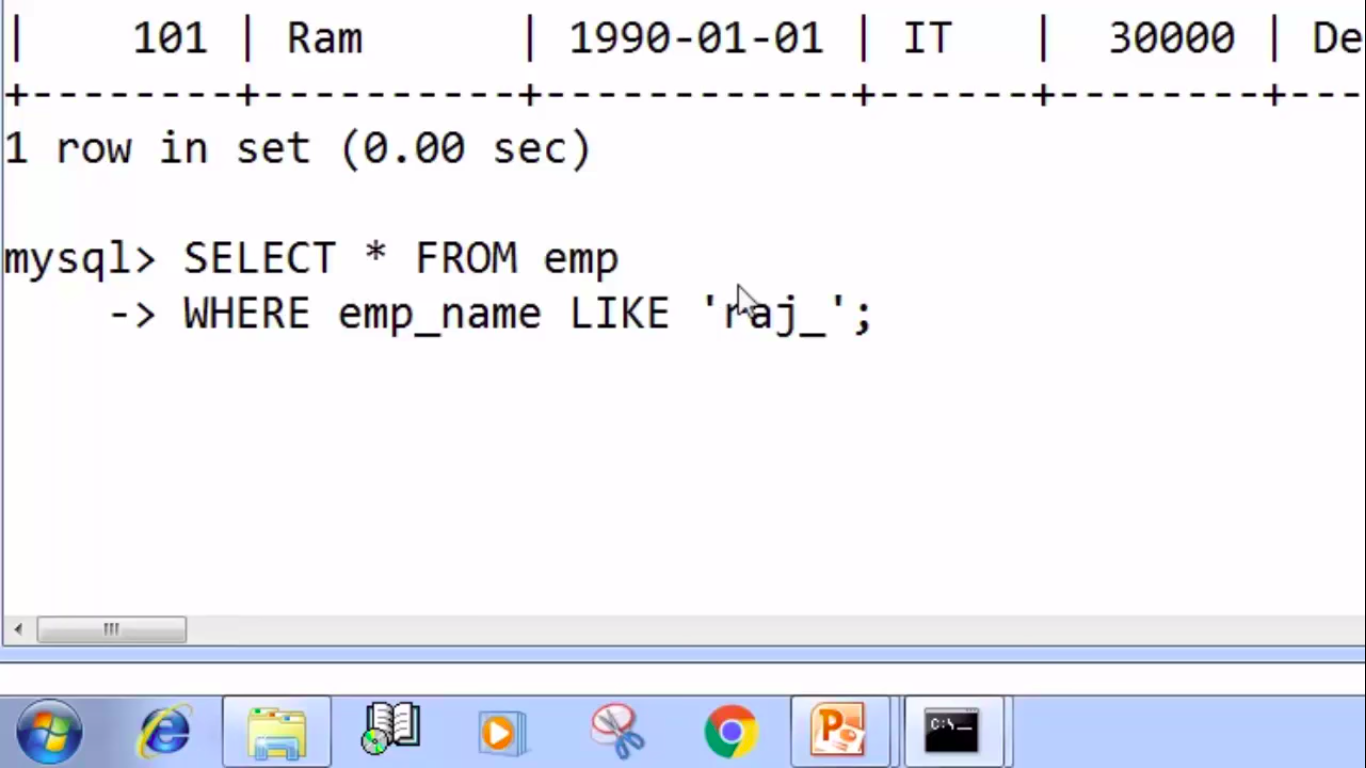 |    101 | Ram      | 1990-01-01 | IT   |  30000 | De
+--------+----------+------------+------+--------+---
1 row in set (0.00 sec)
mysql> SELECT * FROM emp
    -> WHERE emp_name LIKE 'raj_';
C:\_